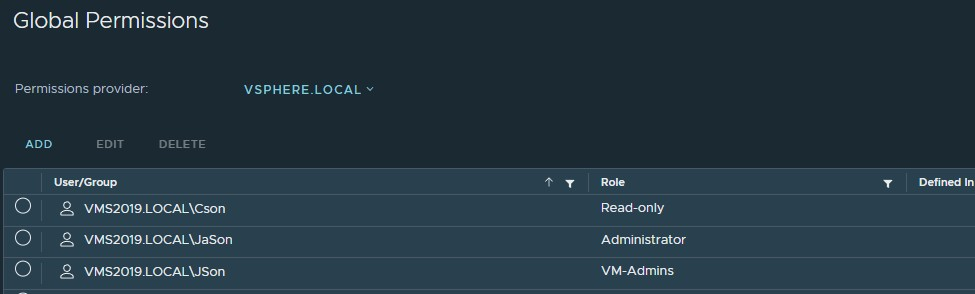 Global Permissions
Permissions provider: VSPHERE.LOCAL
ADD EDIT DELETE
User/Group Role Defined In
VMS2019.LOCAL\Cson Read-only
VMS2019.LOCAL\JaSon Administrator
VMS2019.LOCAL\JSon VM-Admins